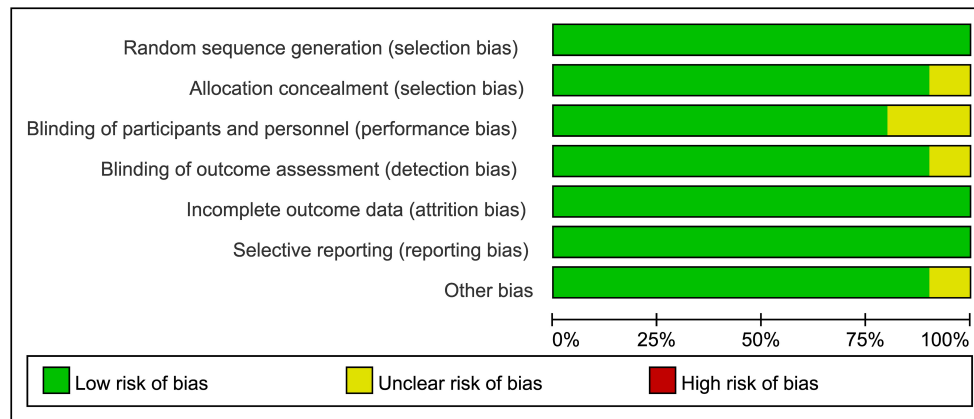 Random sequence generation (selection bias)
Allocation concealment (selection bias)
Blinding of participants and personnel (performance bias)
Blinding of outcome assessment (detection bias)
Incomplete outcome data (attrition bias)
Selective reporting (reporting bias)
Other bias
0% 25% 50% 75% 100%
Low risk of bias Unclear risk of bias High risk of bias